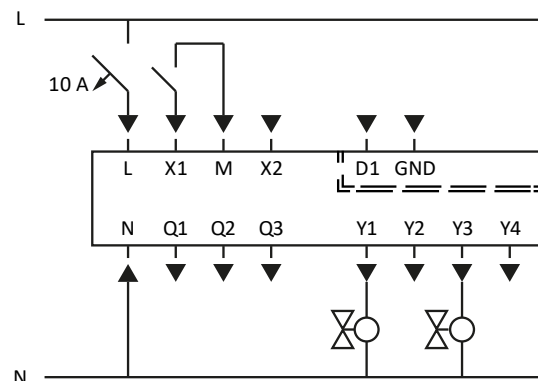 L
10 A
L X1 M X2 D1 GND
N Q1 Q2 Q3 Y1 Y2 Y3 Y4
N